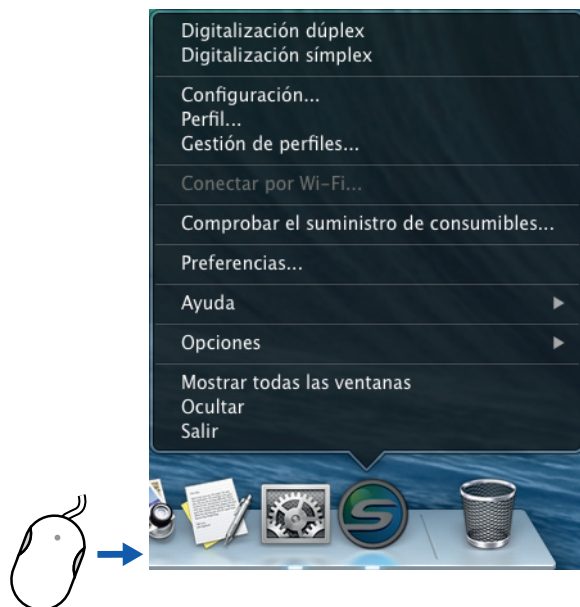 Digitalización dúplex
Digitalización símplex
Configuración...
Perfil...
Gestión de perfiles...
Conectar por Wi-Fi...
Comprobar el suministro de consumibles...
Preferencias...
Ayuda
Opciones
Mostrar todas las ventanas
Ocultar
Salir